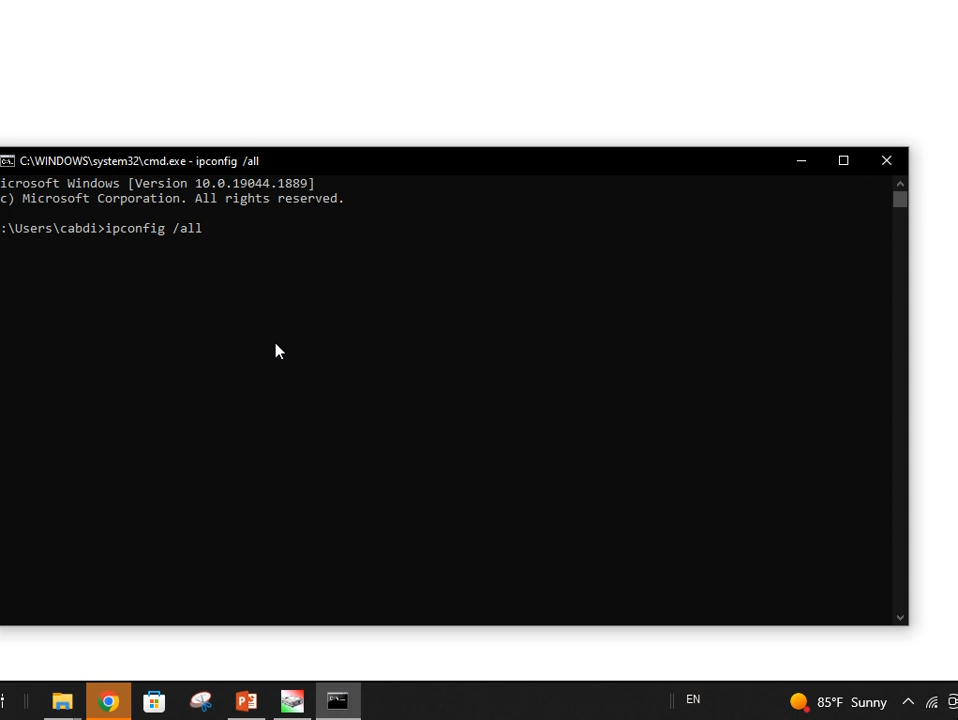 C:\WINDOWS\system32\cmd.exe - ipconfig /all
icrosoft Windows [Version 10.0.19044.1889]
c) Microsoft Corporation. All rights reserved.
:\Users\cabdi>ipconfig /all
EN
85°F Sunny